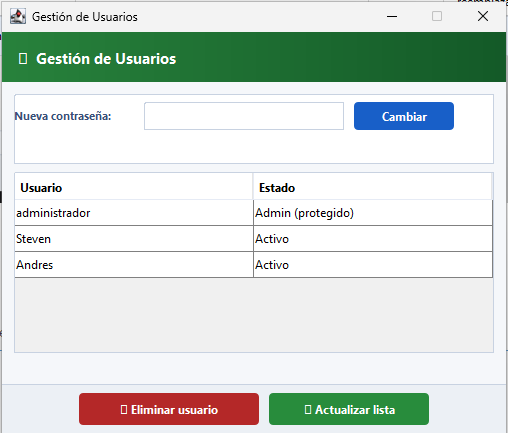 Gestión de Usuarios
Gestión de Usuarios
Nueva contraseña:
Cambiar
Usuario Estado
administrador Admin (protegido)
Steven Activo
Andres Activo
Eliminar usuario Actualizar lista